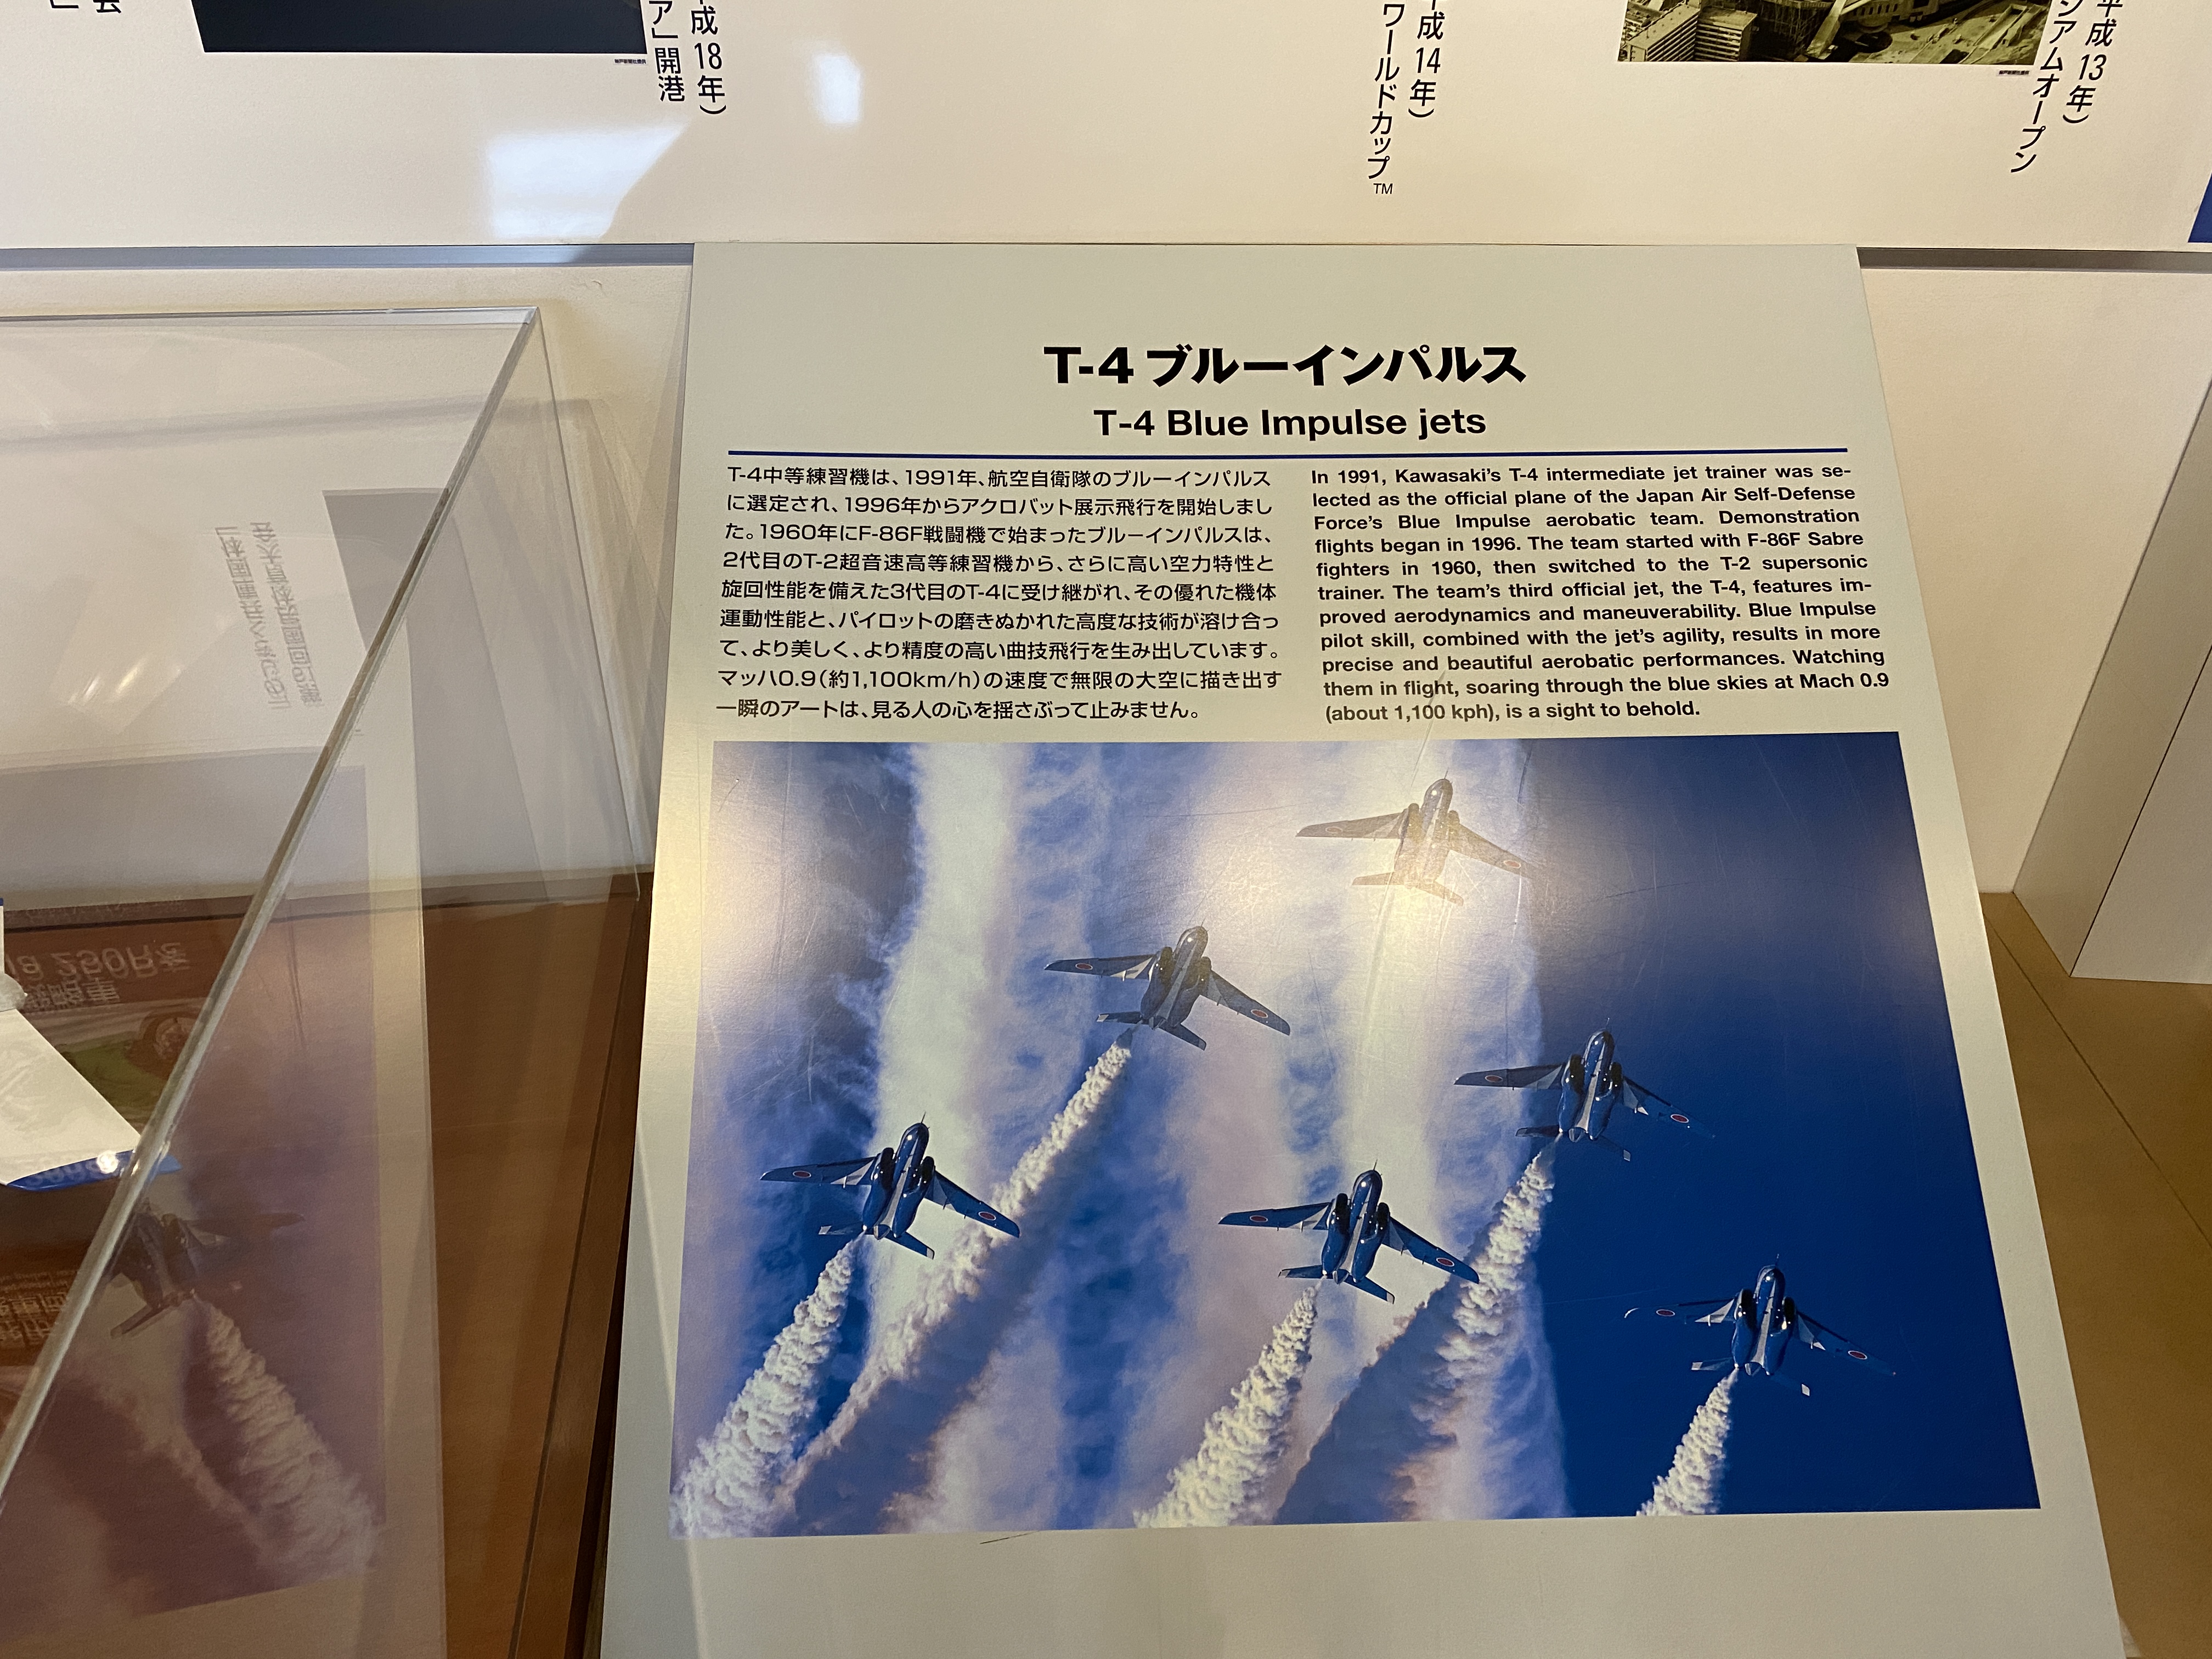 成18年)
ア」開港
成14年)
ワールドカップ™
平成13年)
ジアムオープン
T-4ブルーインパルス
T-4 Blue Impulse jets
T-4中等練習機は、1991年、航空自衛隊のブルーインパルス
に選定され、1996年からアクロバット展示飛行を開始しまし
た。1960年にF-86F戦闘機で始まったブルーインパルスは、
2代目のT-2超音速高等練習機から、さらに高い空力特性と
旋回性能を備えた3代目のT-4に受け継がれ、その優れた機体
運動性能と、パイロットの磨きぬかれた高度な技術が溶け合っ
て、より美しく、より精度の高い曲技飛行を生み出しています。
マッハ0.9(約1,100km/h)の速度で無限の大空に描き出す
一瞬のアートは、見る人の心を揺さぶって止みません。
In 1991, Kawasaki's T-4 intermediate jet trainer was se-
lected as the official plane of the Japan Air Self-Defense
Force's Blue Impulse aerobatic team. Demonstration
flights began in 1996. The team started with F-86F Sabre
fighters in 1960, then switched to the T-2 supersonic
trainer. The team's third official jet, the T-4, features im-
proved aerodynamics and maneuverability. Blue Impulse
pilot skill, combined with the jet's agility, results in more
precise and beautiful aerobatic performances. Watching
them in flight, soaring through the blue skies at Mach 0.9
(about 1,100 kph), is a sight to behold.